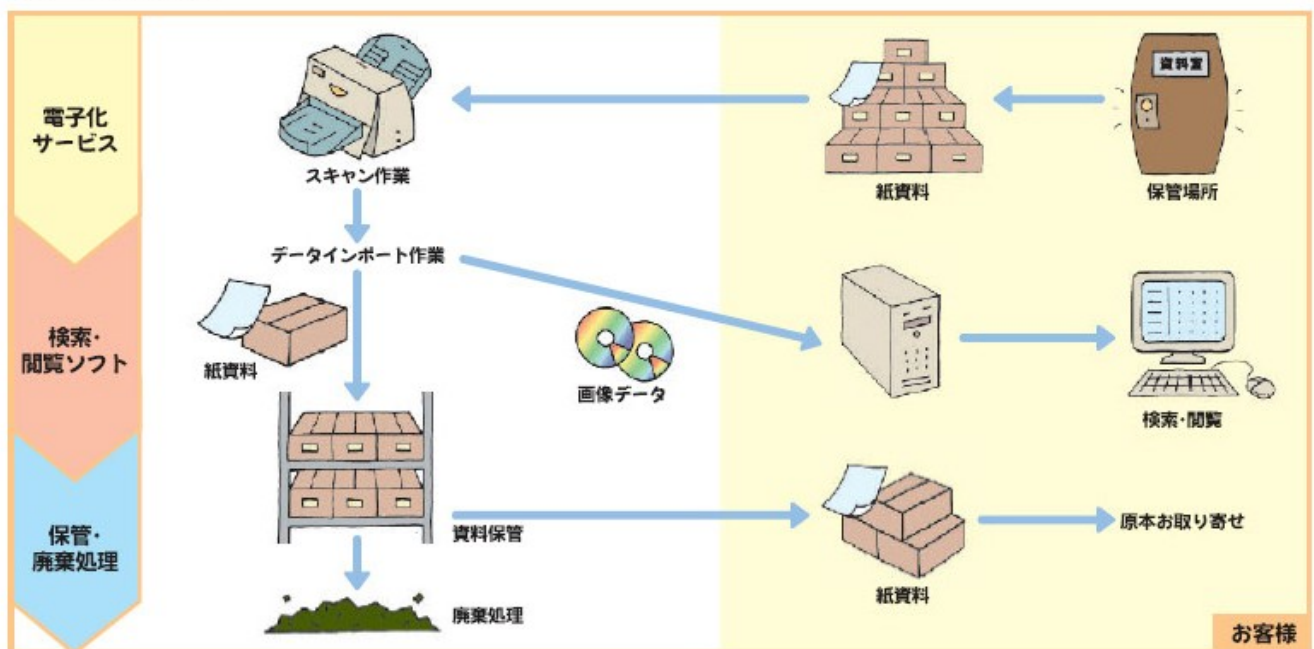 電子化
サービス
スキャン作業
紙資料
資料室
保管場所
データインポート作業
検索・
閲覧ソフト
紙資料
画像データ
検索・閲覧
保管・
廃棄処理
資料保管
紙資料
原本お取り寄せ
廃棄処理
お客様